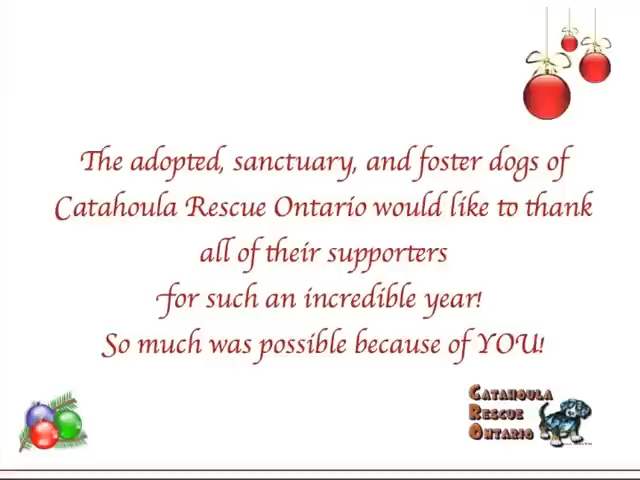 The adopted, sanctuary, and foster dogs of
Catahoula Rescue Ontario would like to thank
all of their supporters
for such an incredible year!
So much was possible because of YOU!
CATAHOULA
RESCUE
ONTARIO